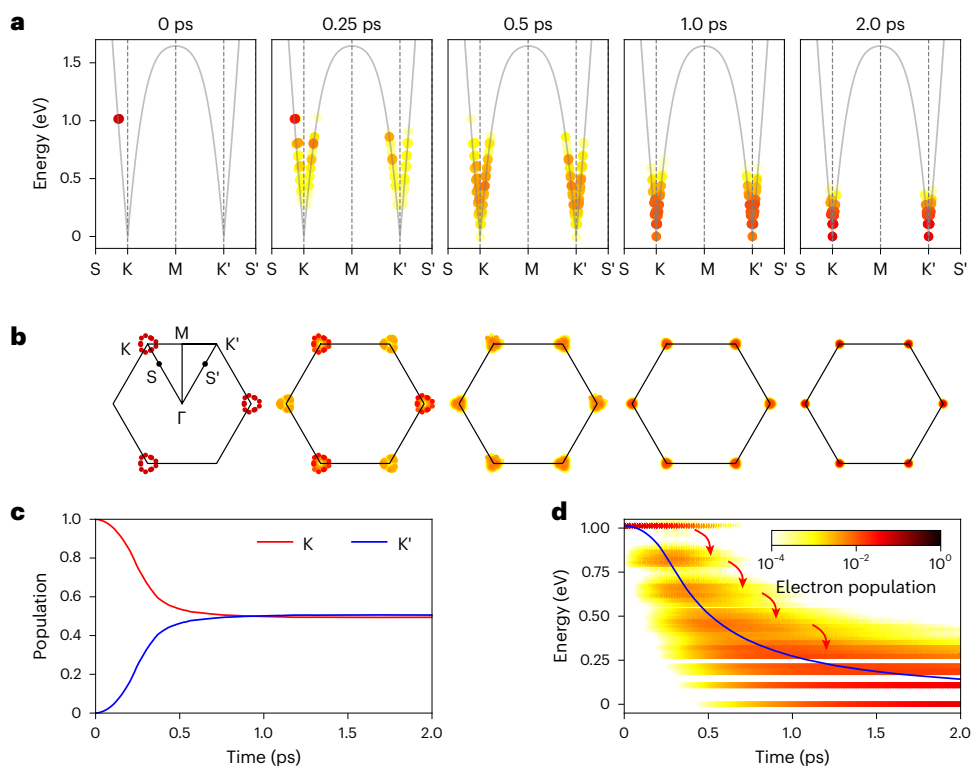 a
0 ps 0.25 ps 0.5 ps 1.0 ps 2.0 ps
Energy (eV)
1.5
1.0
0.5
0
S K M K' S' S K M K' S' S K M K' S' S K M K' S' S K M K' S'
b
M
K K'
S S'
Γ
c
Population
1.0
0.8
0.6
0.4
0.2
0
K K'
0 0.5 1.0 1.5 2.0
Time (ps)
d
Energy (eV)
1.00
0.75
0.50
0.25
0
10⁻⁴ 10⁻² 10⁰
Electron population
0 0.5 1.0 1.5 2.0
Time (ps)